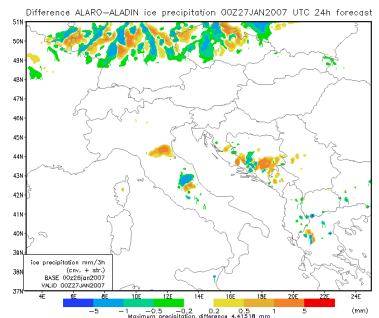 Difference ALARO-ALADIN ice precipitation 00Z27JAN2007 UTC 24h forecast
51N
50N
49N
48N
47N
46N
45N
44N
43N
42N
41N
40N
39N
38N
37N
ice precipitation mm/3h
(cnv. + str.)
BASE 00z26jan2007
VALID 00Z27JAN2007
4E 6E 8E 10E 12E 14E 16E 18E 20E 22E 24E
-5 -1 -0.5 -0.2 0.2 0.5 1 5 (mm)
Maximum precipitation difference